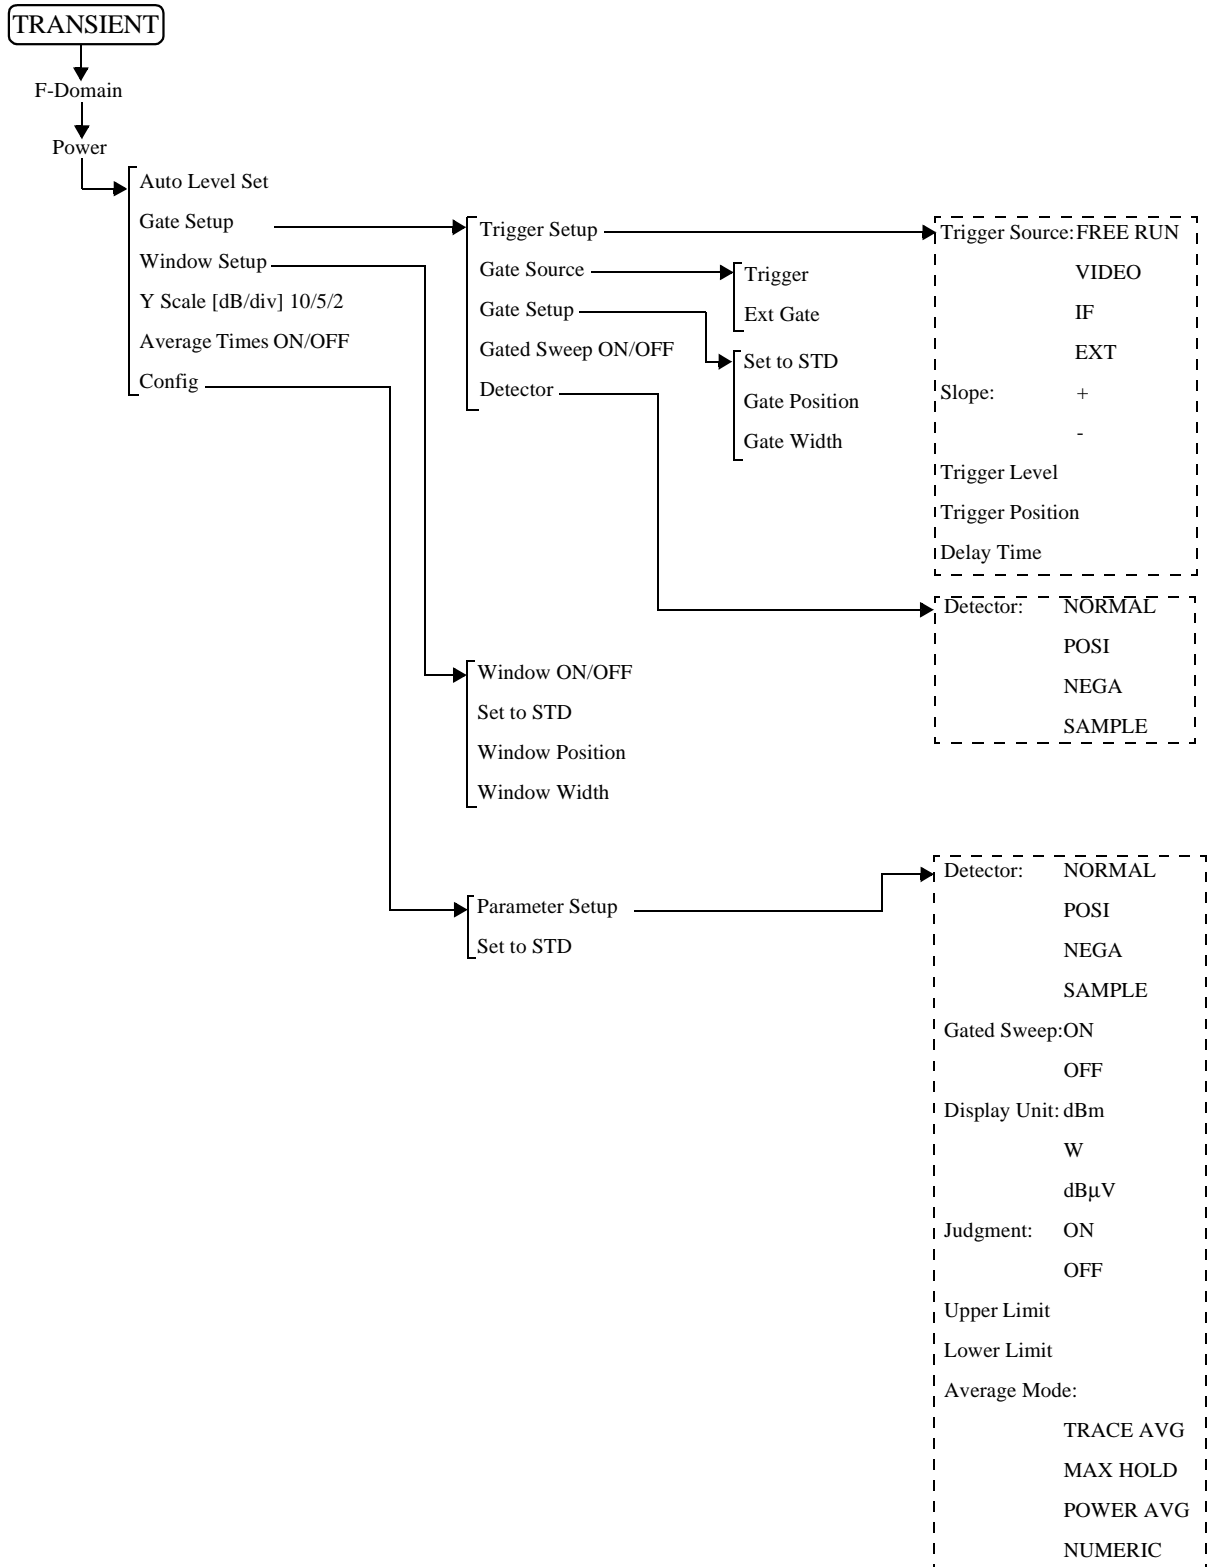 TRANSIENT
F-Domain
Power
Auto Level Set
Gate Setup
Window Setup
Y Scale [dB/div] 10/5/2
Average Times ON/OFF
Config
Trigger Setup
Gate Source
Gate Setup
Gated Sweep ON/OFF
Detector
Trigger
Ext Gate
Set to STD
Gate Position
Gate Width
Trigger Source: FREE RUN
VIDEO
IF
EXT
Slope: +
-
Trigger Level
Trigger Position
Delay Time
Detector: NORMAL
POSI
NEGA
SAMPLE
Window ON/OFF
Set to STD
Window Position
Window Width
Parameter Setup
Set to STD
Detector: NORMAL
POSI
NEGA
SAMPLE
Gated Sweep: ON
OFF
Display Unit: dBm
W
dBμV
Judgment: ON
OFF
Upper Limit
Lower Limit
Average Mode:
TRACE AVG
MAX HOLD
POWER AVG
NUMERIC